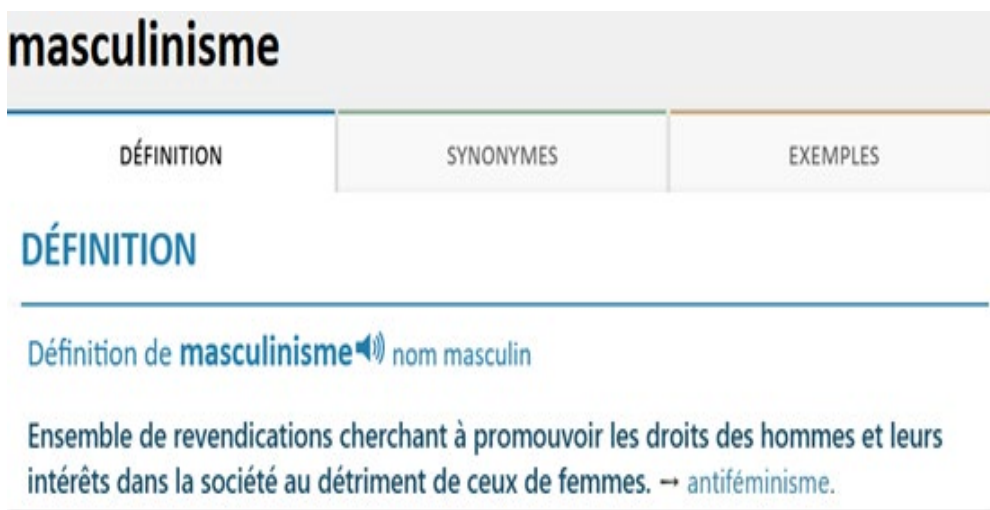 masculinisme
DÉFINITION SYNONYMES EXEMPLES
DÉFINITION
Définition de masculinisme nom masculin
Ensemble de revendications cherchant à promouvoir les droits des hommes et leurs
intérêts dans la société au détriment de ceux de femmes. → antiféminisme.